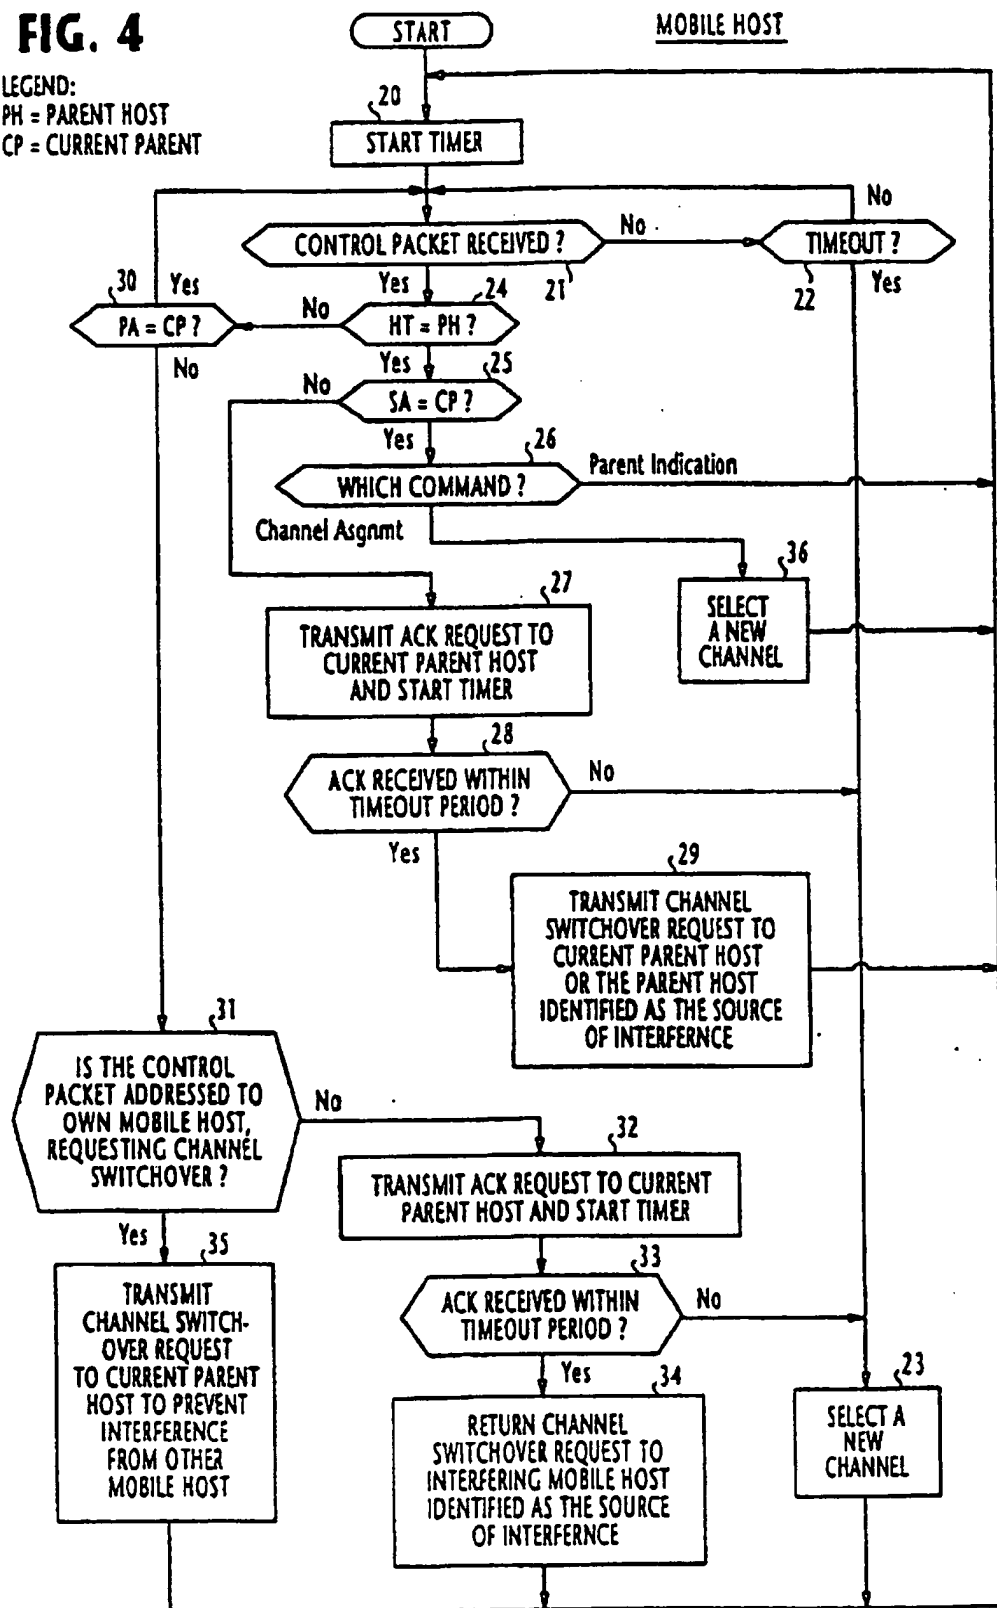 FIG. 4
LEGEND:
PH = PARENT HOST
CP = CURRENT PARENT
START
MOBILE HOST
20
START TIMER
No
CONTROL PACKET RECEIVED ?
No
TIMEOUT ?
21
22
Yes
Yes
30
Yes
24
PA = CP ?
No
HT = PH ?
No
Yes
25
No
SA = CP ?
Yes
26
WHICH COMMAND ?
Parent Indication
Channel Asgnmt
36
SELECT
A NEW
CHANNEL
27
TRANSMIT ACK REQUEST TO
CURRENT PARENT HOST
AND START TIMER
28
ACK RECEIVED WITHIN
TIMEOUT PERIOD ?
No
Yes
29
TRANSMIT CHANNEL
SWITCHOVER REQUEST TO
CURRENT PARENT HOST
OR THE PARENT HOST
IDENTIFIED AS THE SOURCE
OF INTERFERNCE
31
IS THE CONTROL
PACKET ADDRESSED TO
OWN MOBILE HOST,
REQUESTING CHANNEL
SWITCHOVER ?
No
Yes
32
TRANSMIT ACK REQUEST TO CURRENT
PARENT HOST AND START TIMER
33
ACK RECEIVED WITHIN
TIMEOUT PERIOD ?
No
Yes
35
TRANSMIT
CHANNEL SWITCH-
OVER REQUEST
TO CURRENT PARENT
HOST TO PREVENT
INTERFERENCE
FROM OTHER
MOBILE HOST
34
RETURN CHANNEL
SWITCHOVER REQUEST TO
INTERFERING MOBILE HOST
IDENTIFIED AS THE SOURCE
OF INTERFERNCE
23
SELECT A
NEW
CHANNEL